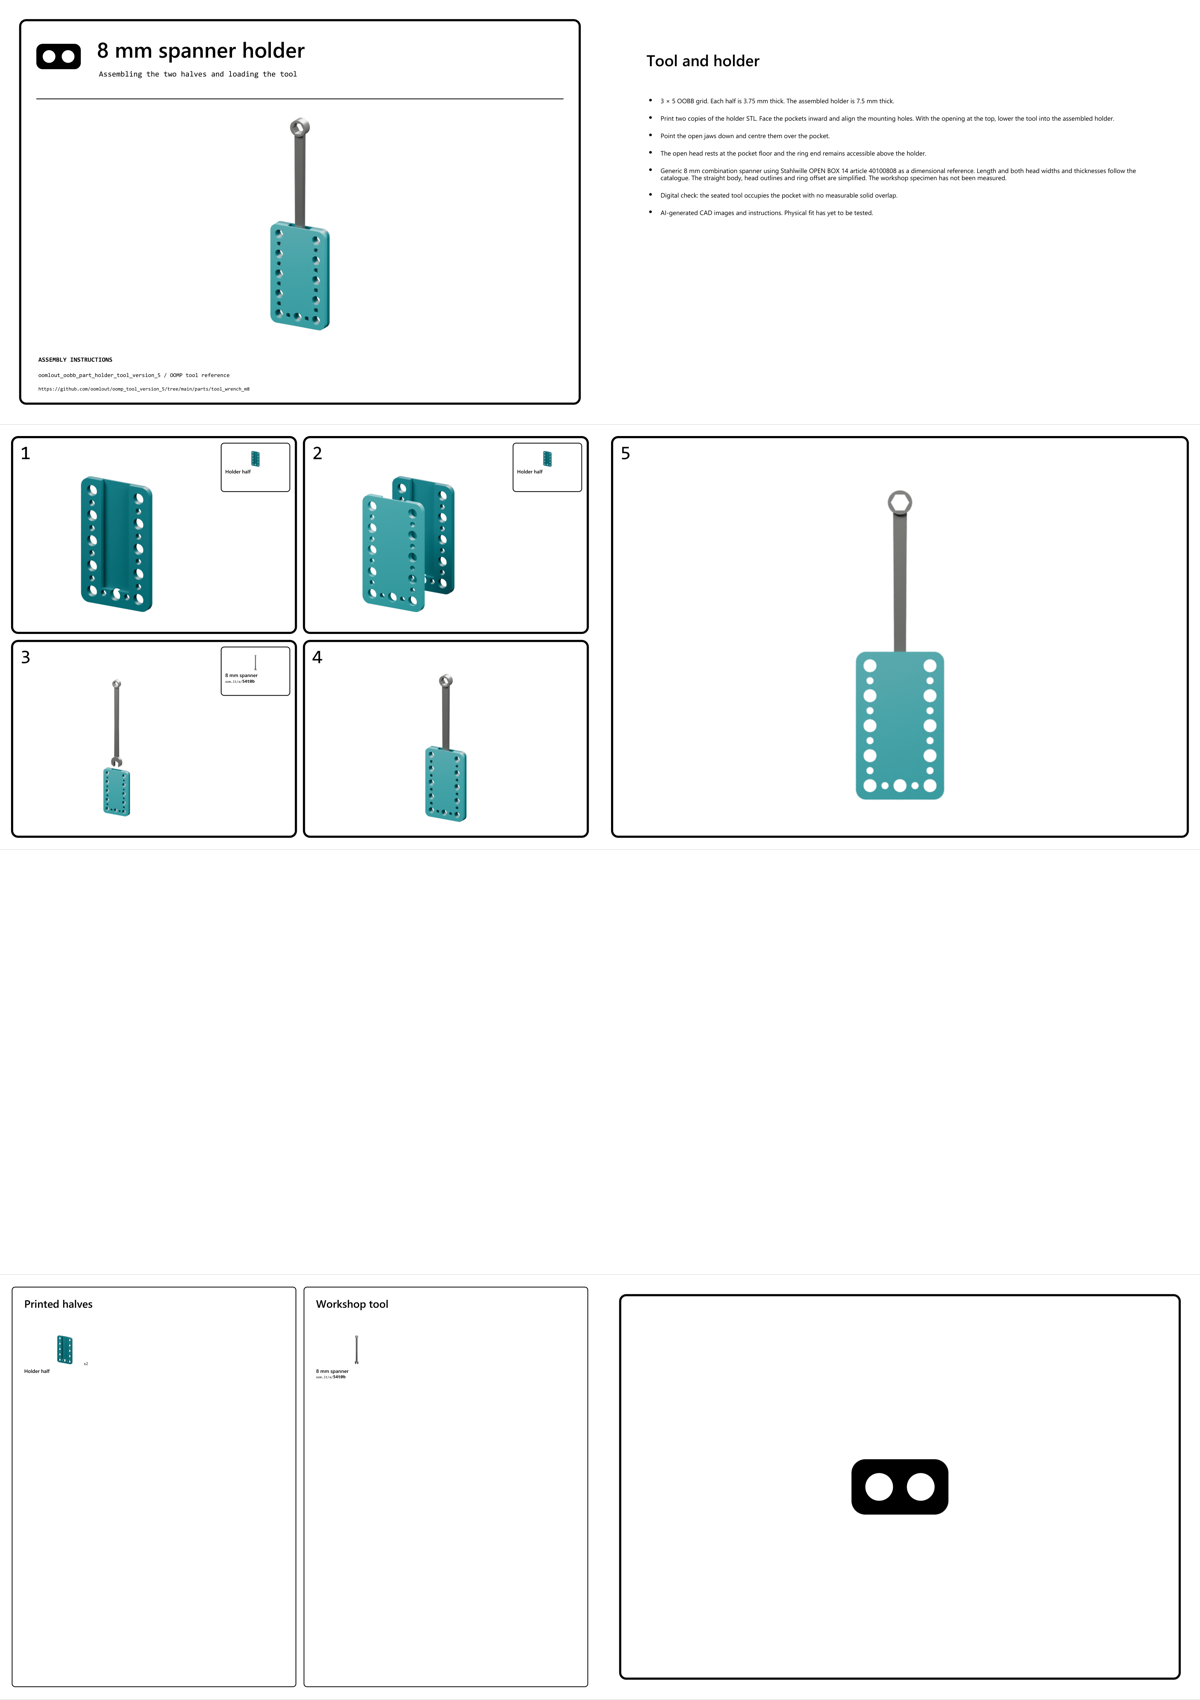 8 mm spanner holder
Assembling the two halves and loading the tool
ASSEMBLY INSTRUCTIONS
oomlout_oobb_part_holder_tool_version_5 / OOMP tool reference
https://github.com/oomlout/oomp_tool_version_5/tree/main/parts/tool_wrench_m8
Tool and holder
• 3 × 5 OOBB grid. Each half is 3.75 mm thick. The assembled holder is 7.5 mm thick.
• Print two copies of the holder STL. Face the pockets inward and align the mounting holes. With the opening at the top, lower the tool into the assembled holder.
• Point the open jaws down and centre them over the pocket.
• The open head rests at the pocket floor and the ring end remains accessible above the holder.
• Generic 8 mm combination spanner using Stahlwille OPEN BOX 14 article 40100808 as a dimensional reference. Length and both head widths and thicknesses follow the
catalogue. The straight body, head outlines and ring offset are simplified. The workshop specimen has not been measured.
• Digital check: the seated tool occupies the pocket with no measurable solid overlap.
• AI-generated CAD images and instructions. Physical fit has yet to be tested.
1
Holder half
2
Holder half
3
8 mm spanner
4
5
Printed halves
x2
Holder half
Workshop tool
8 mm spanner